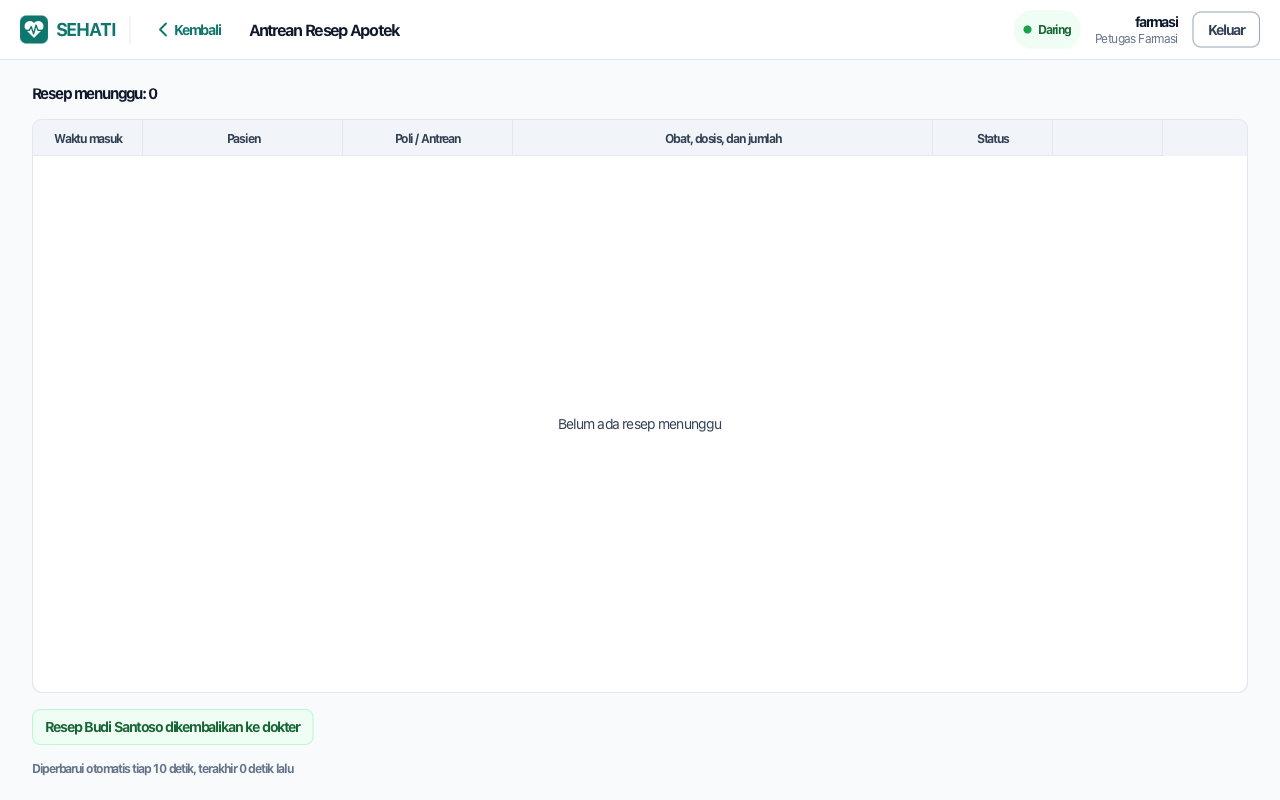 SEHATI
Kembali
Antrean Resep Apotek
Daring
farmasi
Petugas Farmasi
Keluar
Resep menunggu: 0
Waktu masuk
Pasien
Poli / Antrean
Obat, dosis, dan jumlah
Status
Belum ada resep menunggu
Resep Budi Santoso dikembalikan ke dokter
Diperbarui otomatis tiap 10 detik, terakhir 0 detik lalu